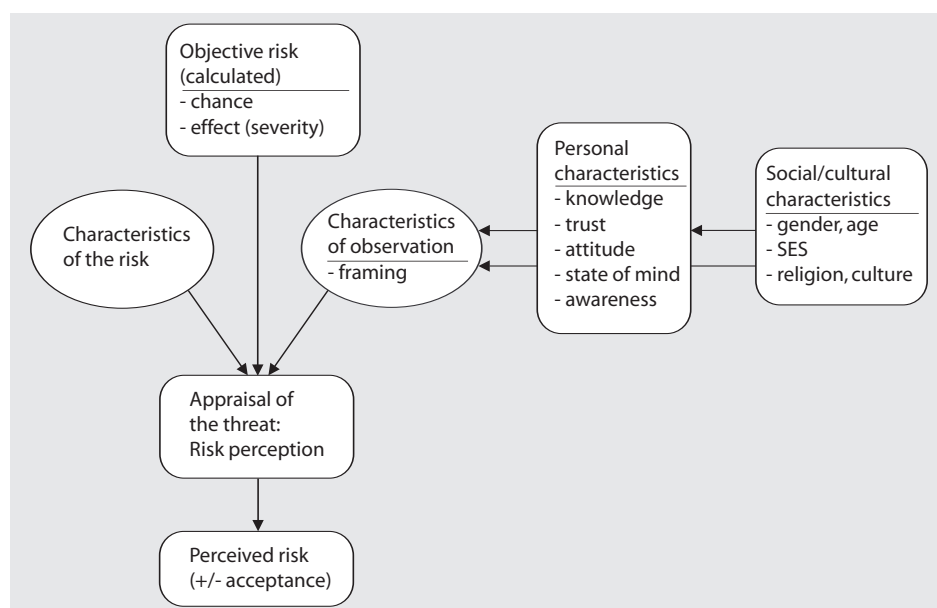 Objective risk
(calculated)
- chance
- effect (severity)
Characteristics
of the risk
Characteristics
of observation
- framing
Personal
characteristics
- knowledge
- trust
- attitude
- state of mind
- awareness
Social/cultural
characteristics
- gender, age
- SES
- religion, culture
Appraisal of
the threat:
Risk perception
Perceived risk
(+/- acceptance)